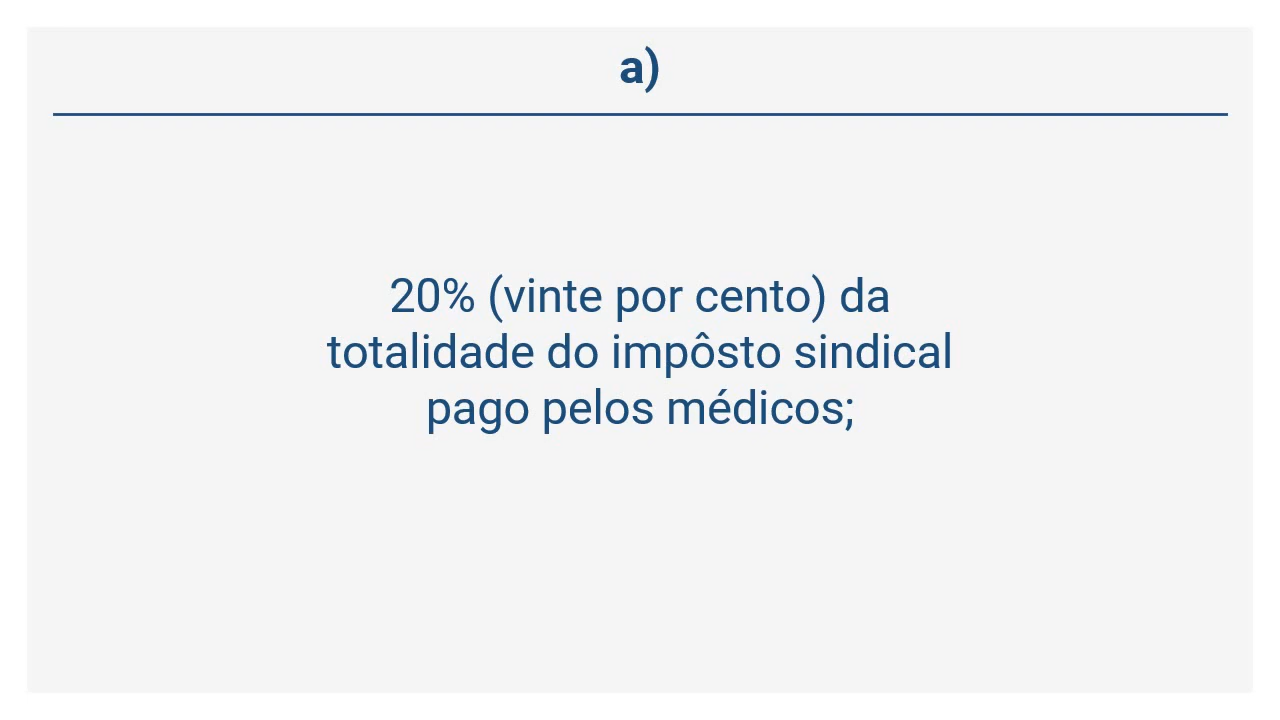 a)
20% (vinte por cento) da
totalidade do impôsto sindical
pago pelos médicos;